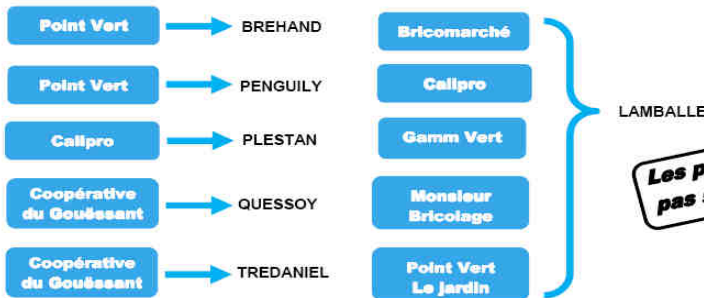 Point Vert
BREHAND
Point Vert
PENGUILY
Calipro
PLESTAN
Coopérative
du Gouëssant
QUESSOY
Coopérative
du Gouëssant
TREDANIEL
Bricomarché
Calipro
Gamm Vert
Monsieur
Bricolage
Point Vert
Le jardin
LAMBALLE
Les
pas